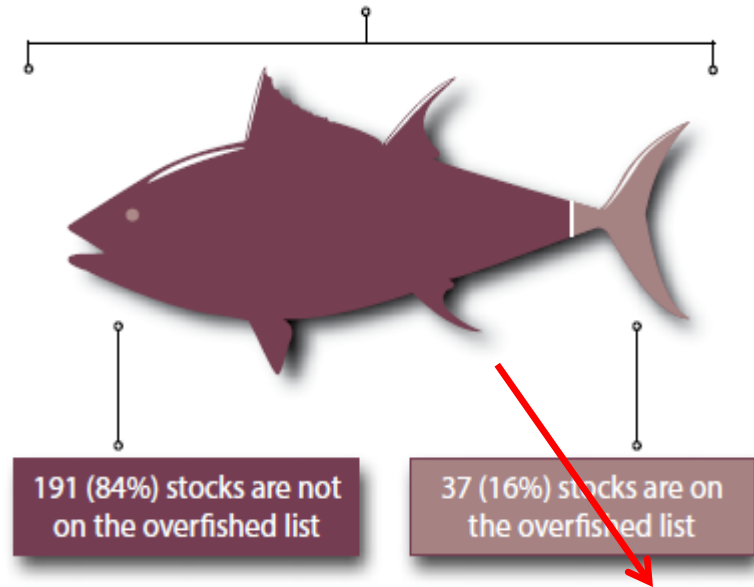 191 (84%) stocks are not
on the overfished list
37 (16%) stocks are on
the overfished list